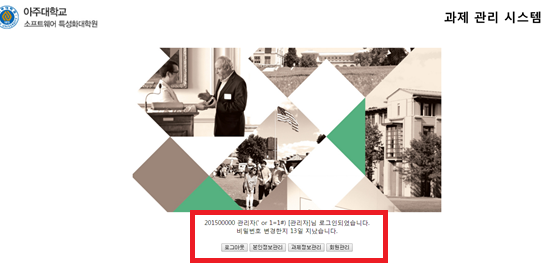 아주대학교
소프트웨어 특성화대학원
과제 관리 시스템
201500000 관리자(' or 1=1#) [관리자]님 로그인되었습니다.
비밀번호 변경한지 13일 지났습니다.
로그아웃 본인정보관리 과제정보관리 회원관리